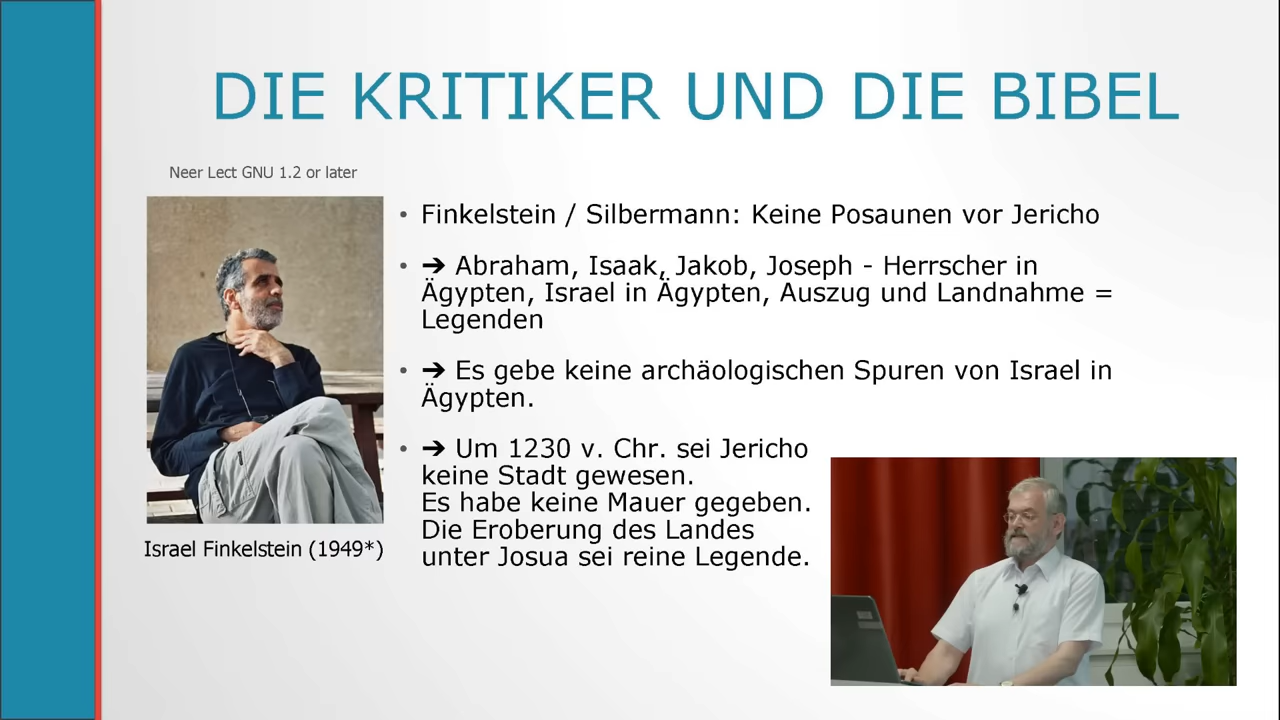 DIE KRITIKER UND DIE BIBEL
Neer Lect GNU 1.2 or later
Israel Finkelstein (1949*)
• Finkelstein / Silbermann: Keine Posaunen vor Jericho
• ➔ Abraham, Isaak, Jakob, Joseph - Herrscher in
Ägypten, Israel in Ägypten, Auszug und Landnahme =
Legenden
• ➔ Es gebe keine archäologischen Spuren von Israel in
Ägypten.
• ➔ Um 1230 v. Chr. sei Jericho
keine Stadt gewesen.
Es habe keine Mauer gegeben.
Die Eroberung des Landes
unter Josua sei reine Legende.